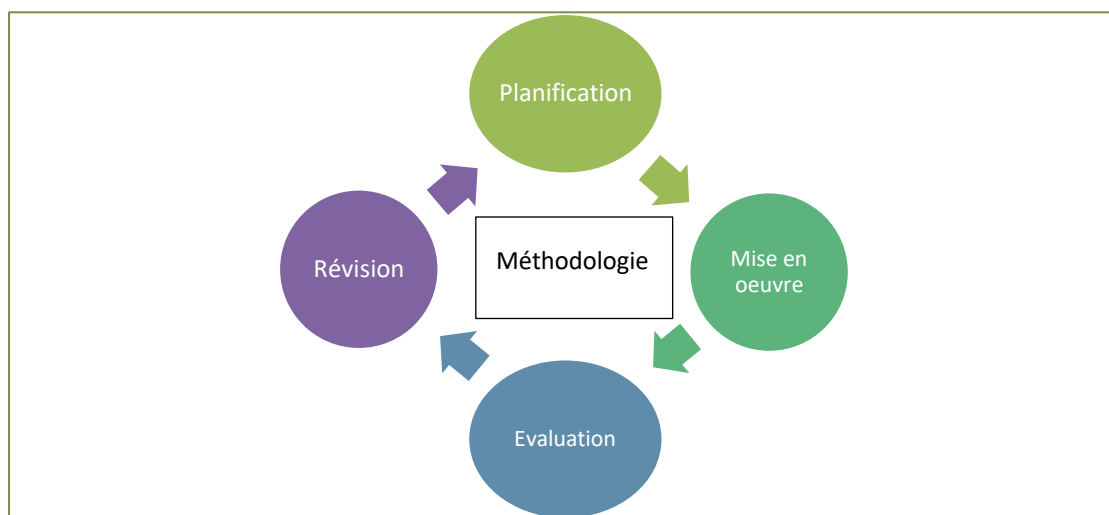 Planification
Révision
Méthodologie
Mise en
oeuvre
Evaluation